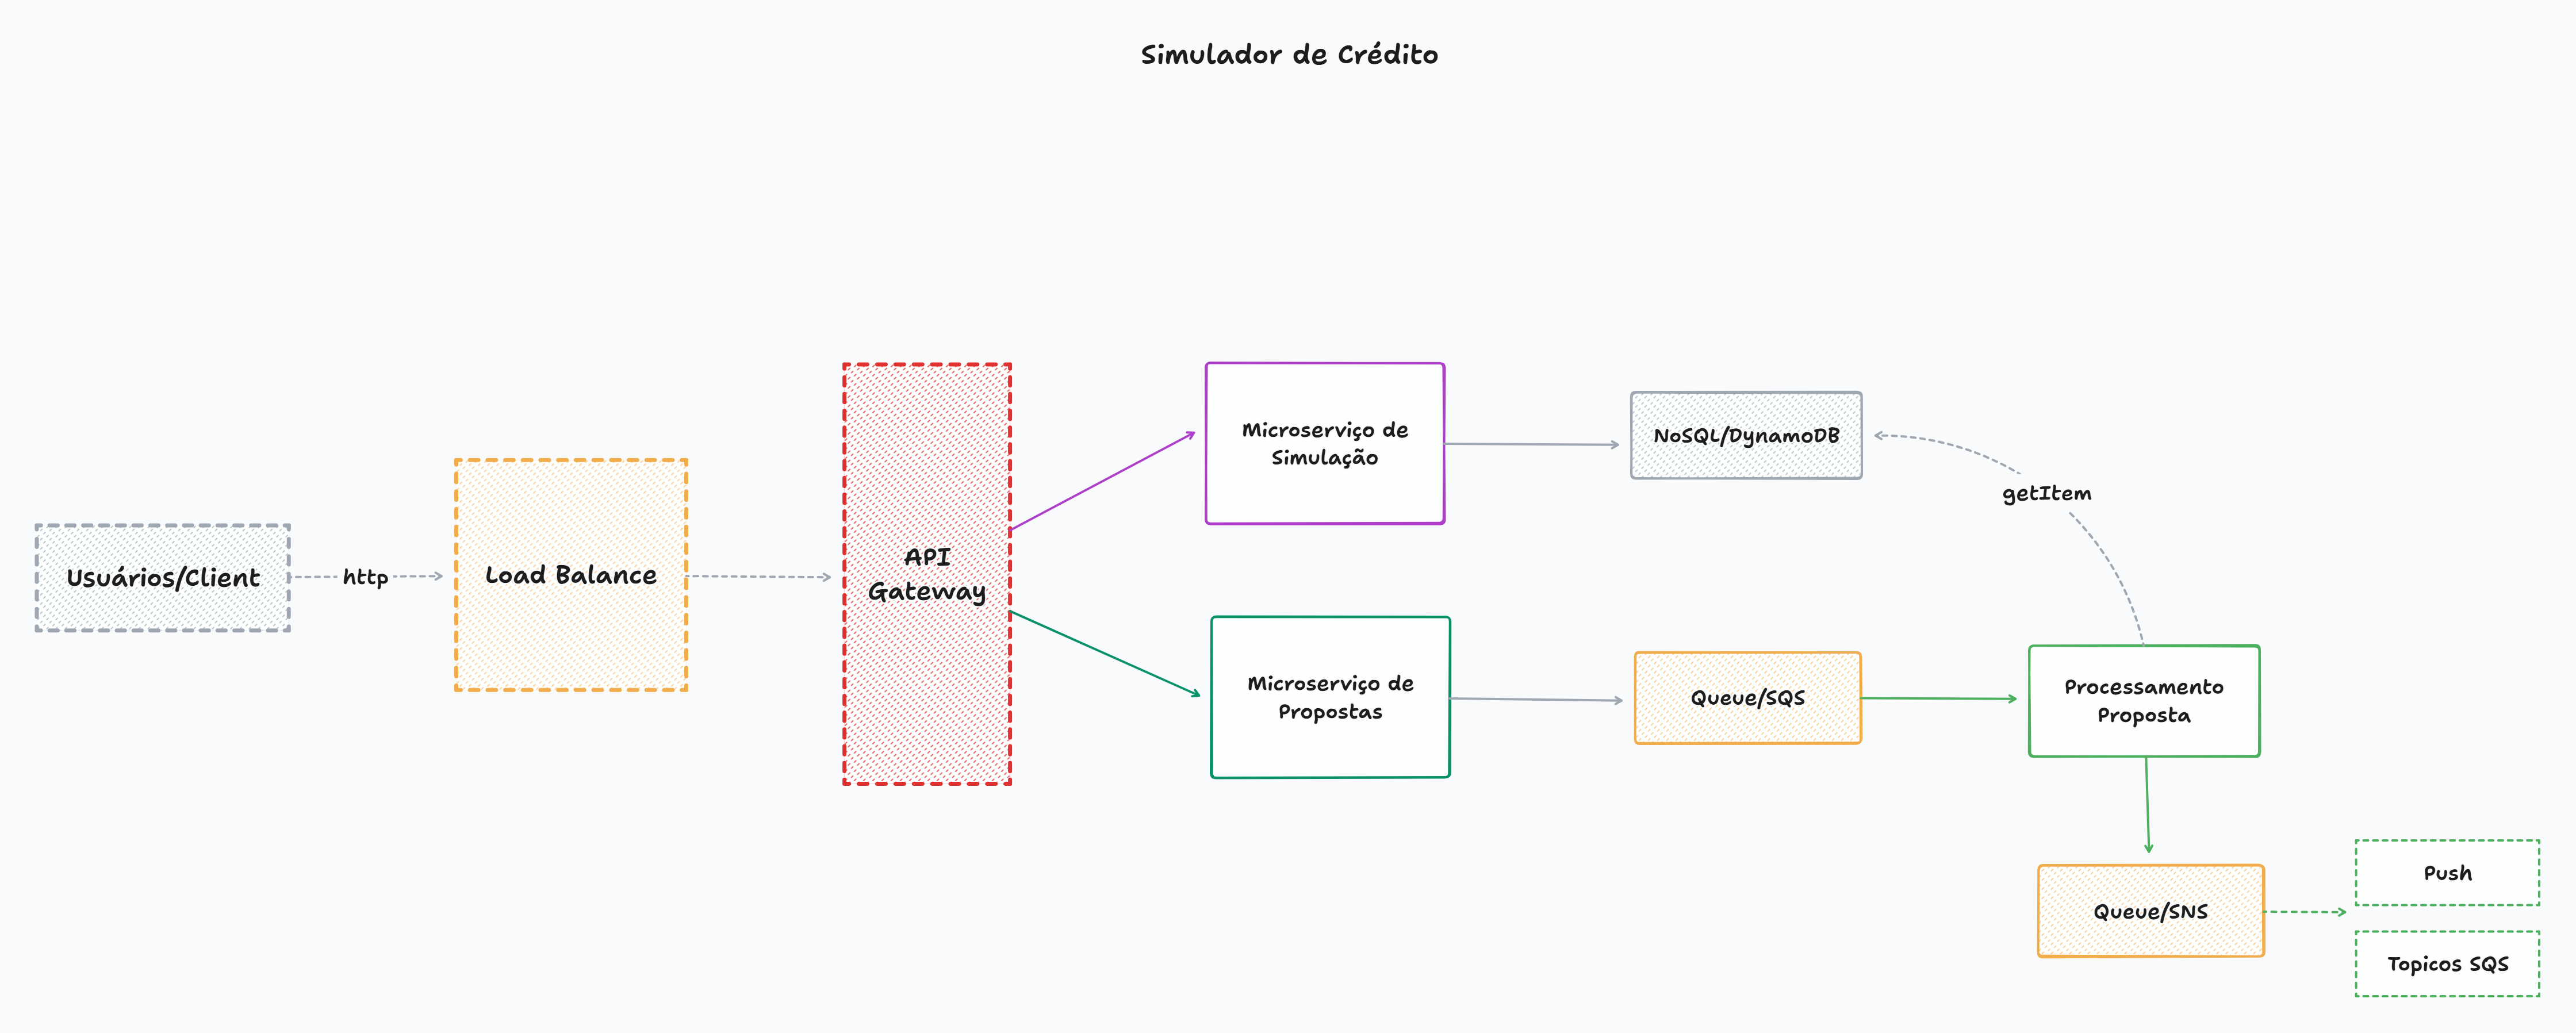 Simulador de Crédito
Usuários/Client
http
Load Balance
API
Gateway
Microserviço de
Simulação
NoSQL/DynamoDB
getItem
Microserviço de
Propostas
Queue/SQS
Processamento
Proposta
Queue/SNS
Push
Topicos SQS